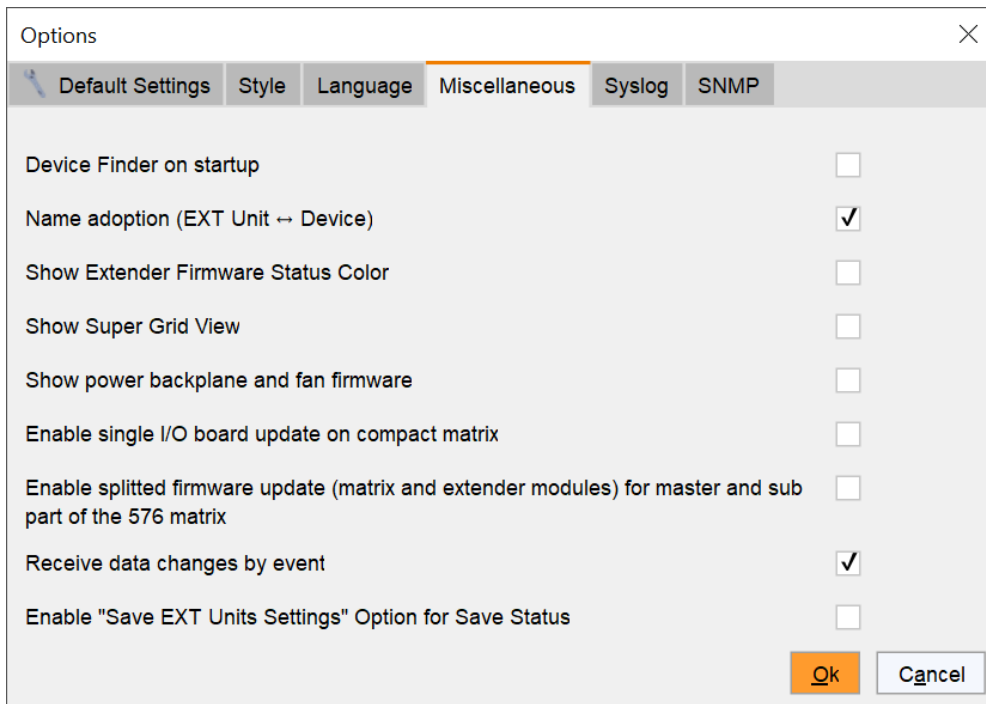 Options
Default Settings Style Language Miscellaneous Syslog SNMP
Device Finder on startup
Name adoption (EXT Unit ↔ Device)
Show Extender Firmware Status Color
Show Super Grid View
Show power backplane and fan firmware
Enable single I/O board update on compact matrix
Enable splitted firmware update (matrix and extender modules) for master and sub
part of the 576 matrix
Receive data changes by event
Enable "Save EXT Units Settings" Option for Save Status
Ok Cancel